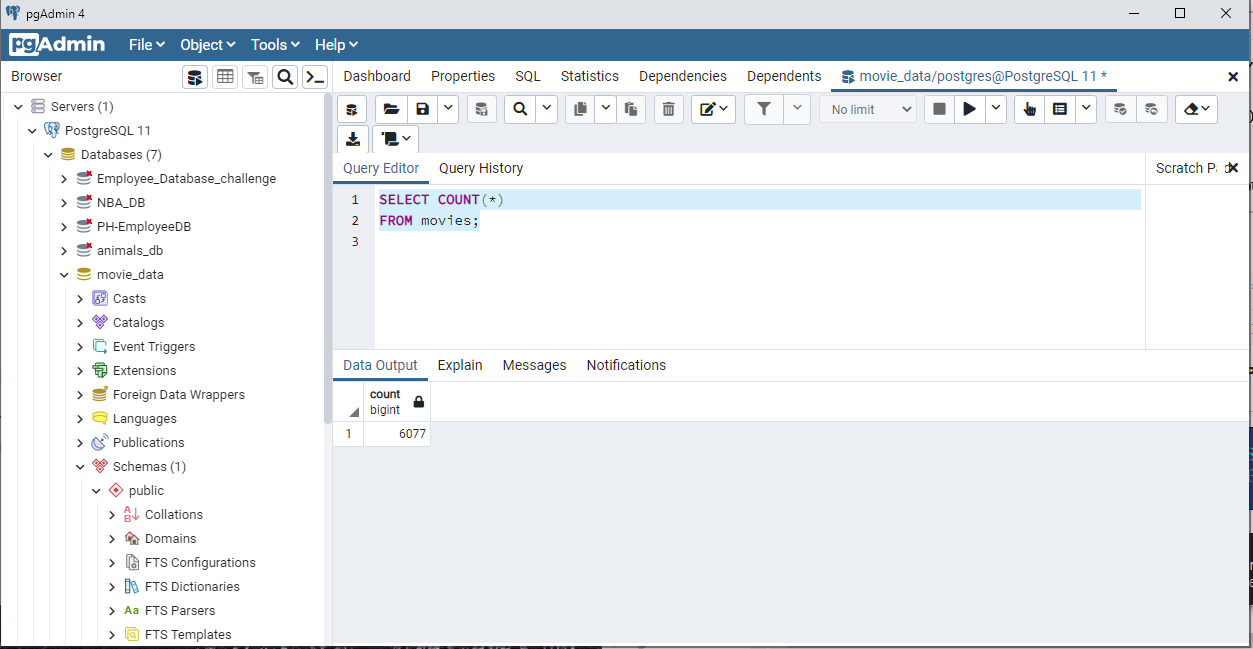 pgAdmin 4
pgAdmin File Object Tools Help
Browser
Dashboard Properties SQL Statistics Dependencies Dependents movie_data/postgres@PostgreSQL 11 *
No limit
Servers (1)
PostgreSQL 11
Databases (7)
Employee_Database_challenge
NBA_DB
PH-EmployeeDB
animals_db
movie_data
Casts
Catalogs
Event Triggers
Extensions
Foreign Data Wrappers
Languages
Publications
Schemas (1)
public
Collations
Domains
FTS Configurations
FTS Dictionaries
Aa FTS Parsers
FTS Templates
Query Editor Query History
Scratch
1 SELECT COUNT(*)
2 FROM movies;
3
Data Output Explain Messages Notifications
count
bigint
1 6077